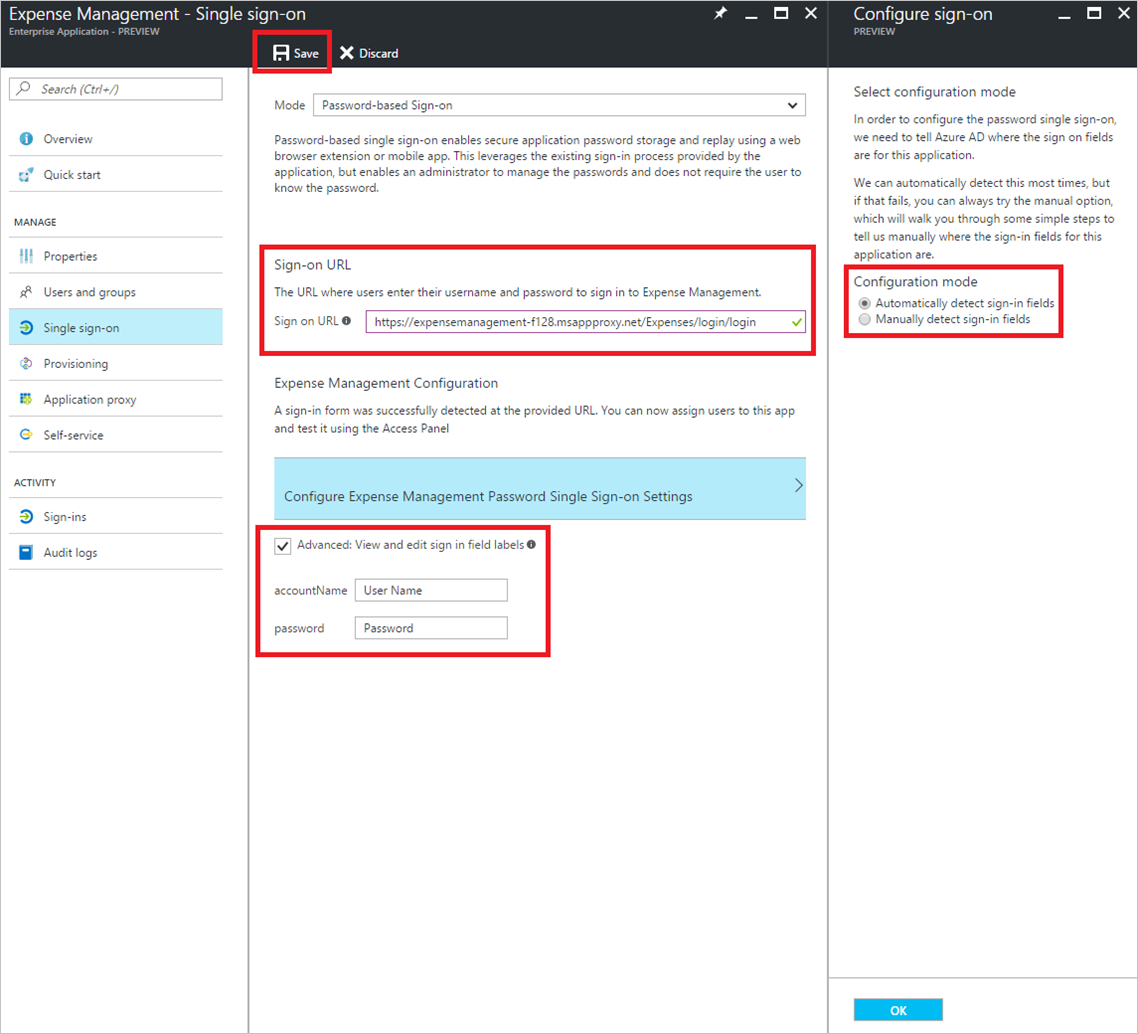 Expense Management - Single sign-on
Enterprise Application - PREVIEW
Save
Discard
Search (Ctrl+/)
Overview
Quick start
MANAGE
Properties
Users and groups
Single sign-on
Provisioning
Application proxy
Self-service
ACTIVITY
Sign-ins
Audit logs
Mode Password-based Sign-on
Password-based single sign-on enables secure application password storage and replay using a web
browser extension or mobile app. This leverages the existing sign-in process provided by the
application, but enables an administrator to manage the passwords and does not require the user to
know the password.
Sign-on URL
The URL where users enter their username and password to sign in to Expense Management.
Sign on URL https://expensemanagement-f128.msappproxy.net/Expenses/login/login
Expense Management Configuration
A sign-in form was successfully detected at the provided URL. You can now assign users to this app
and test it using the Access Panel
Configure Expense Management Password Single Sign-on Settings
Advanced: View and edit sign in field labels
accountName User Name
password Password
Configure sign-on
PREVIEW
Select configuration mode
In order to configure the password single sign-on,
we need to tell Azure AD where the sign on fields
are for this application.
We can automatically detect this most times, but
if that fails, you can always try the manual option,
which will walk you through some simple steps to
tell us manually where the sign-in fields for this
application are.
Configuration mode
Automatically detect sign-in fields
Manually detect sign-in fields
OK